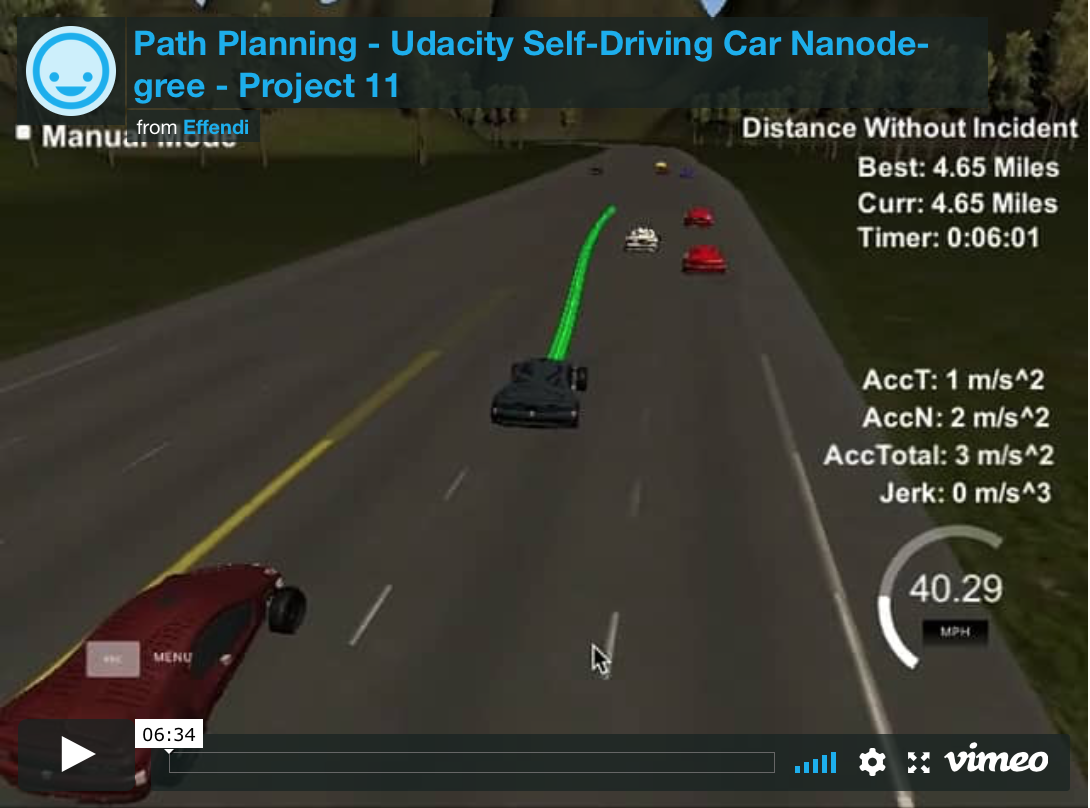 Path Planning - Udacity Self-Driving Car Nanode-
gree - Project 11
from Effendi
Manual Mode
Distance Without Incident
Best: 4.65 Miles
Curr: 4.65 Miles
Timer: 0:06:01
AccT: 1 m/s^2
AccN: 2 m/s^2
AccTotal: 3 m/s^2
Jerk: 0 m/s^3
40.29
MPH
esc MENU
06:34
vimeo